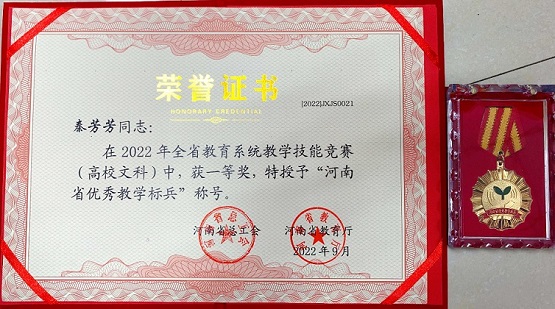 荣誉证书
HONORARY CREDENTIAL
[2022]JXJS0021
秦芳芳同志：
在2022年全省教育系统教学技能竞赛
（高校文科）中，获一等奖，特授予“河南
省优秀教学标兵”称号。
河南省总工会 河南省教育厅
2022年9月